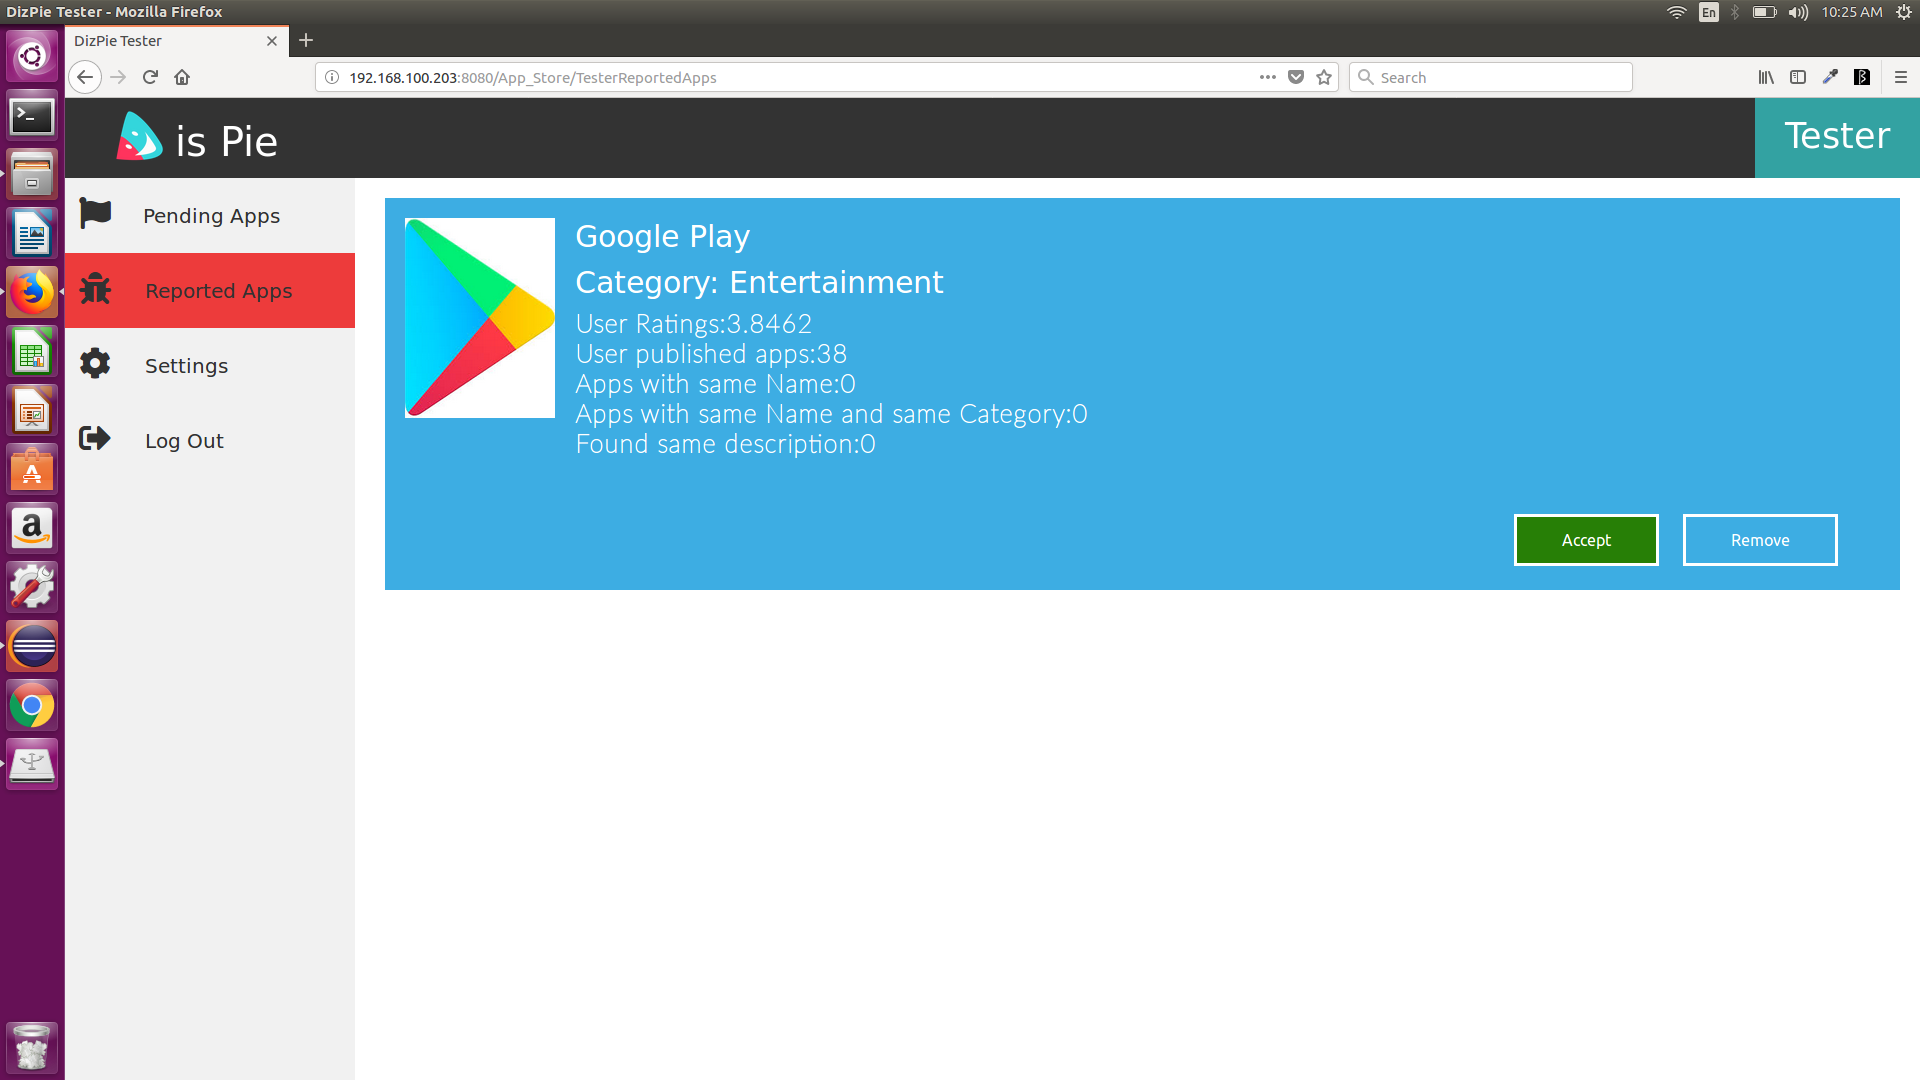 DizPie Tester - Mozilla Firefox
En
10:25 AM
DizPie Tester
192.168.100.203:8080/App_Store/TesterReportedApps
Search
is Pie
Tester
Pending Apps
Reported Apps
Settings
Log Out
Google Play
Category: Entertainment
User Ratings:3.8462
User published apps:38
Apps with same Name:0
Apps with same Name and same Category:0
Found same description:0
Accept
Remove